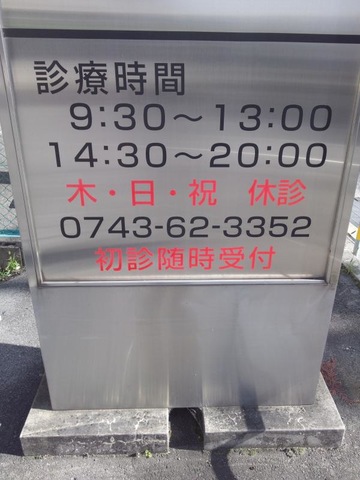 診療時間
9:30～13:00
14:30～20:00
木・日・祝 休診
0743-62-3352
初診随時受付